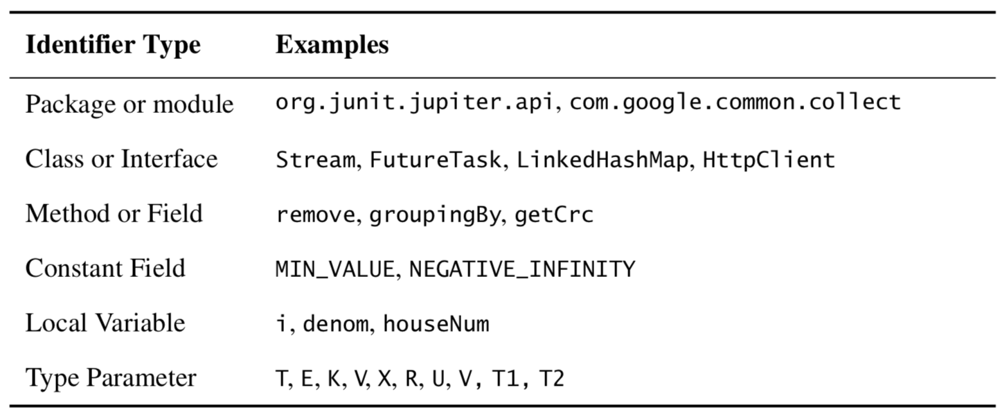 Identifier Type Examples
Package or module org.junit.jupiter.api, com.google.common.collect
Class or Interface Stream, FutureTask, LinkedHashMap, HttpClient
Method or Field remove, groupingBy, getCrc
Constant Field MIN_VALUE, NEGATIVE_INFINITY
Local Variable i, denom, houseNum
Type Parameter T, E, K, V, X, R, U, V, T1, T2